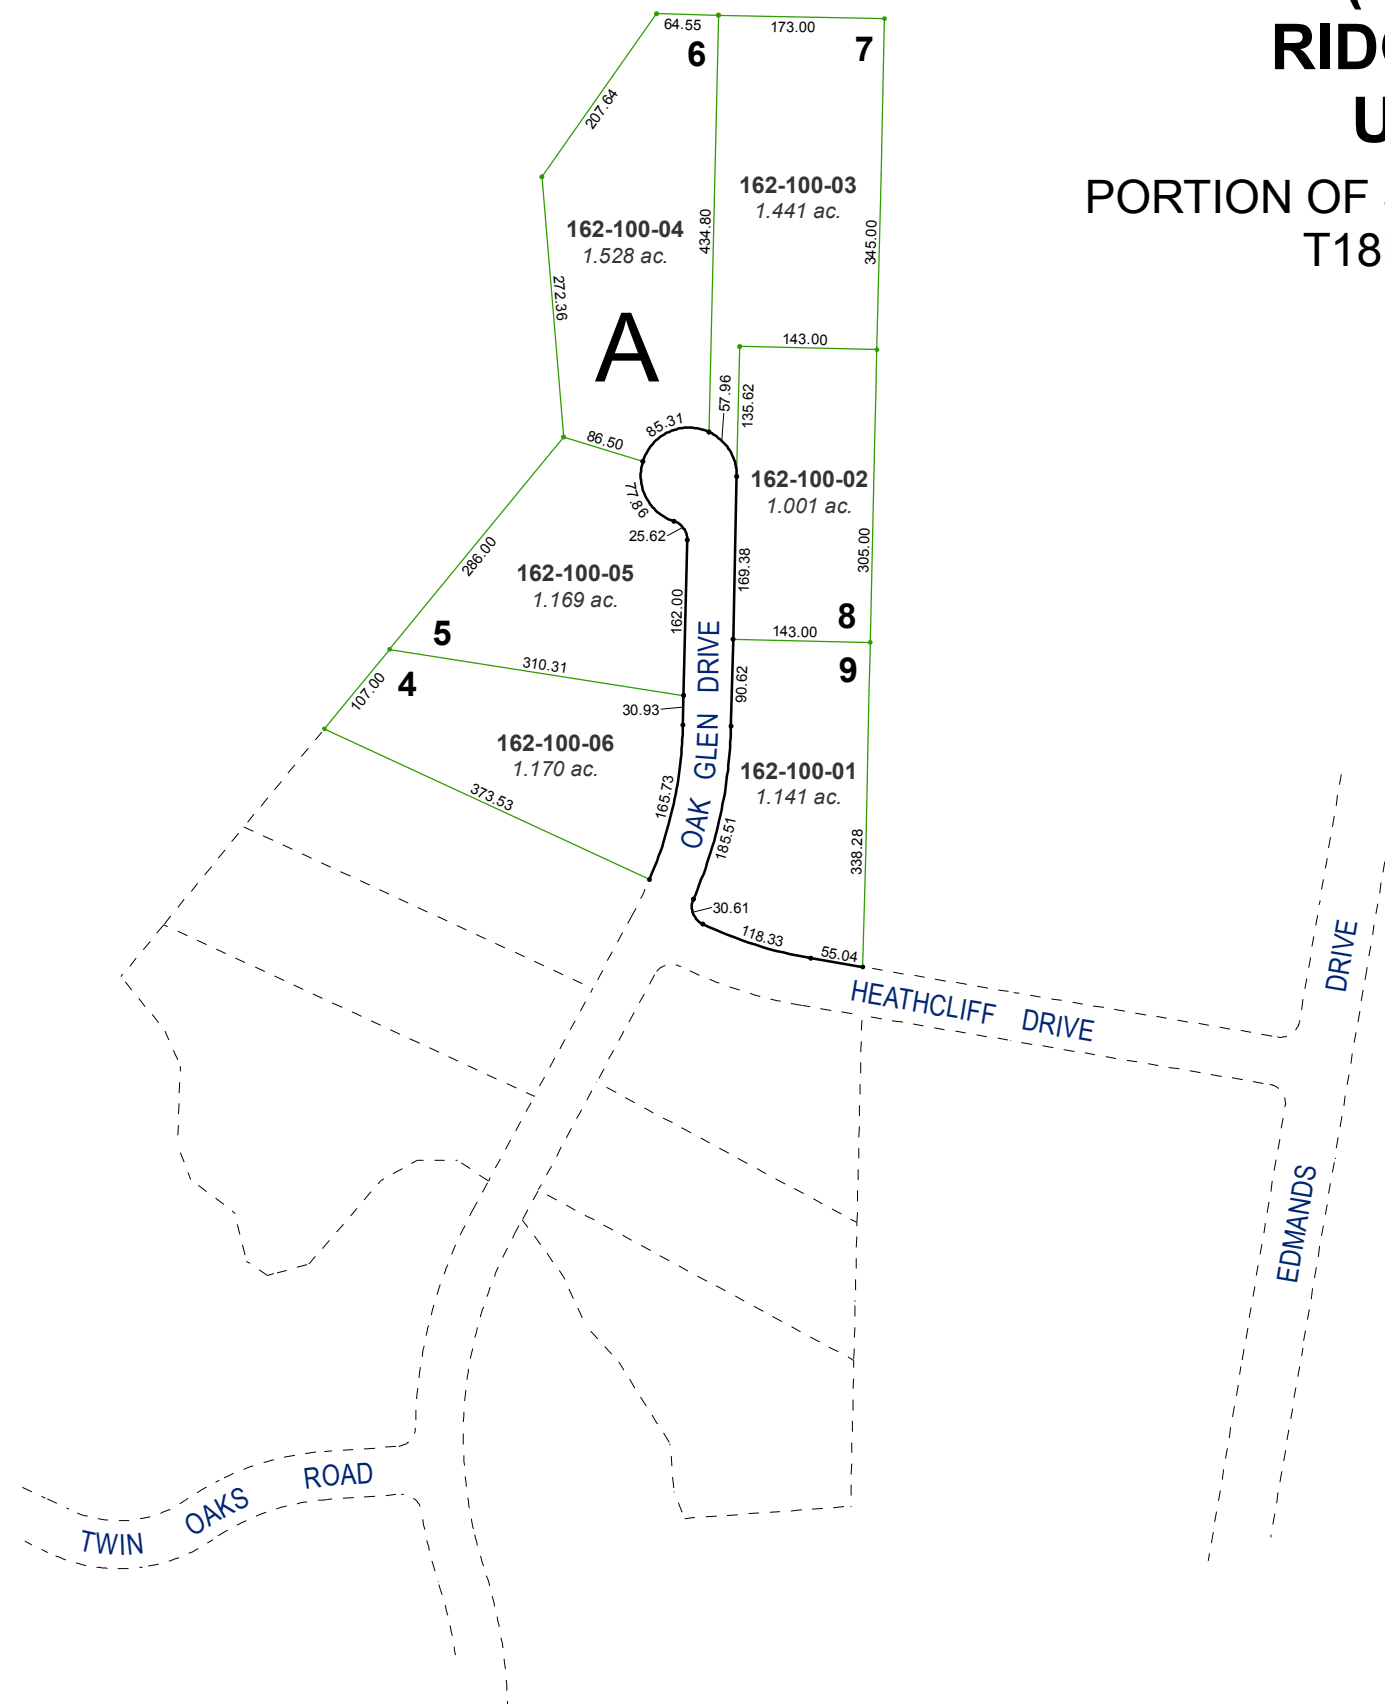 RIDG
U
PORTION OF
T18
64.55
173.00
6
7
207.64
162-100-03
1.441 ac.
162-100-04
1.528 ac.
434.80
345.00
272.36
A
143.00
57.96
135.62
85.31
86.50
162-100-02
1.001 ac.
77.86
25.62
286.00
169.38
305.00
162-100-05
1.169 ac.
162.00
8
143.00
5
310.31
9
4
107.00
30.93
90.62
OAK GLEN DRIVE
162-100-06
1.170 ac.
162-100-01
1.141 ac.
373.53
165.73
185.51
338.28
30.61
118.33
55.04
HEATHCLIFF DRIVE
EDMANDS DRIVE
TWIN OAKS ROAD